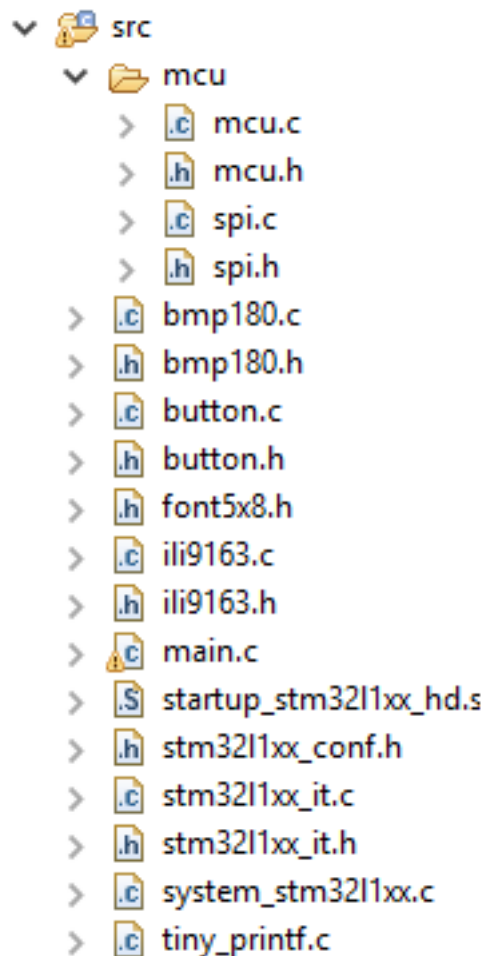 src
mcu
.c mcu.c
.h mcu.h
.c spi.c
.h spi.h
.c bmp180.c
.h bmp180.h
.c button.c
.h button.h
.h font5x8.h
.c ili9163.c
.h ili9163.h
.c main.c
.S startup_stm32l1xx_hd.s
.h stm32l1xx_conf.h
.c stm32l1xx_it.c
.h stm32l1xx_it.h
.c system_stm32l1xx.c
.c tiny_printf.c